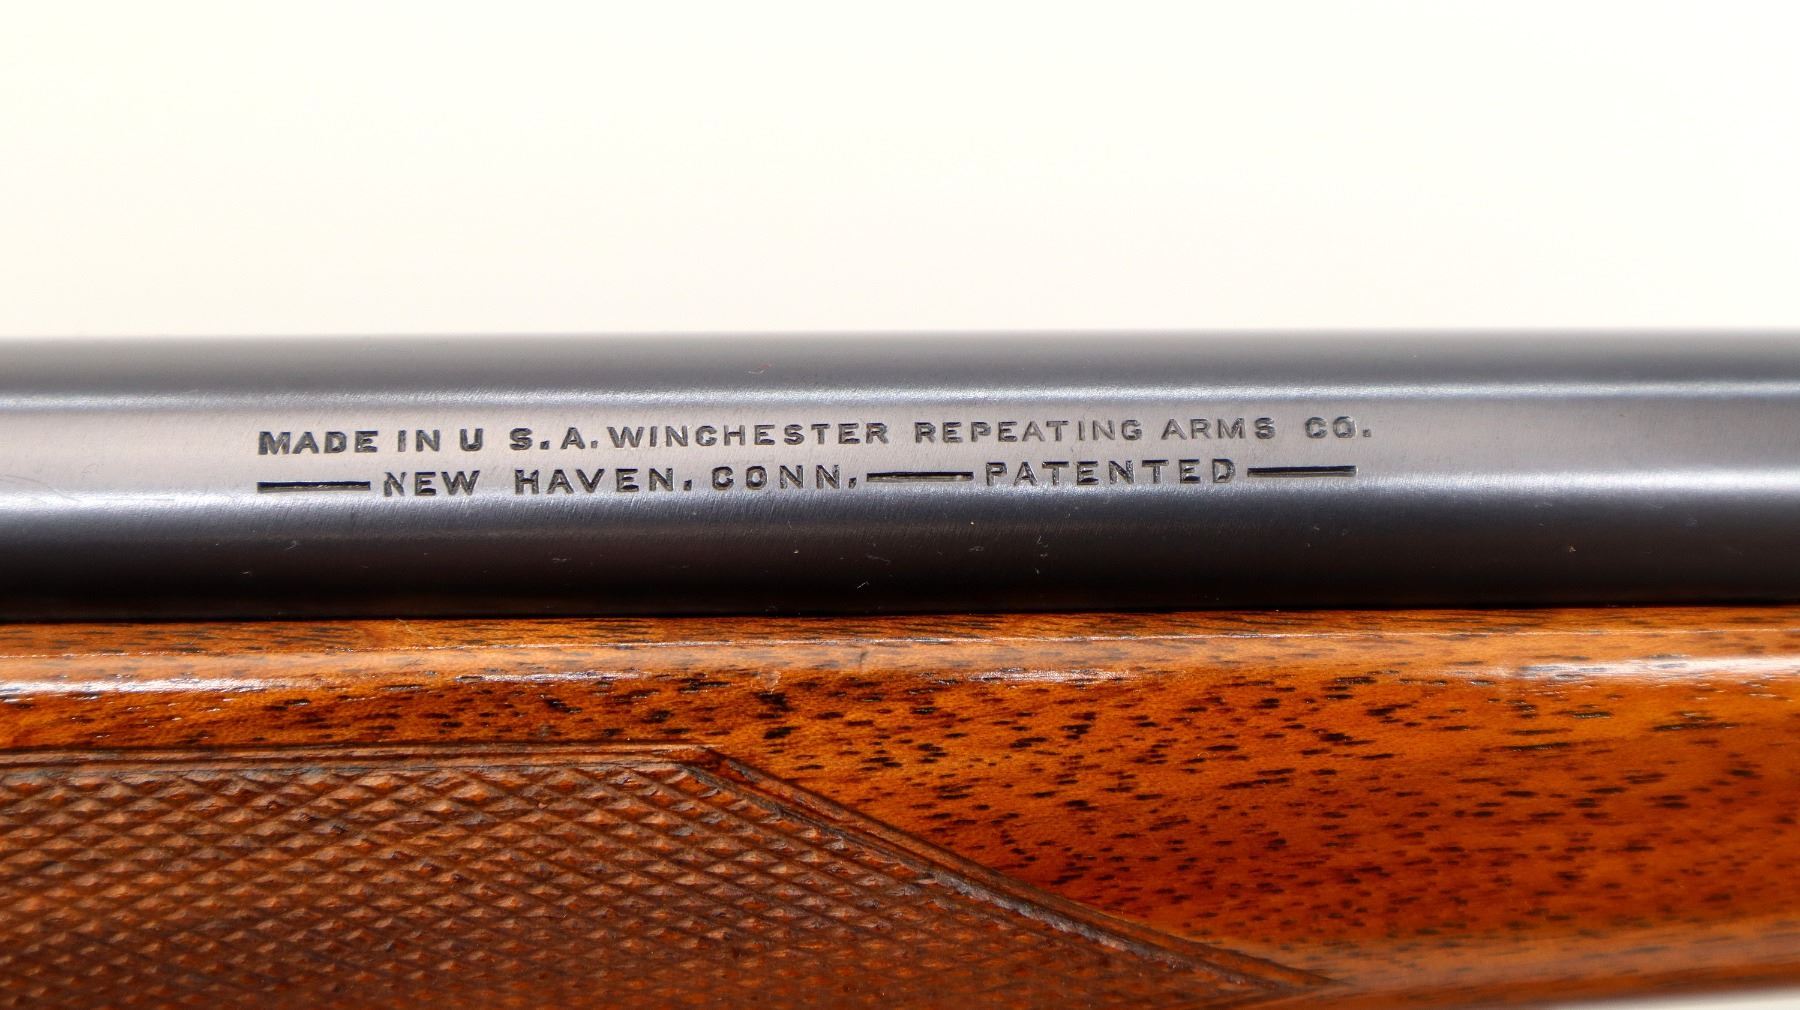 MADE IN U S.A. WINCHESTER REPEATING ARMS CO.
—NEW HAVEN. CONN.—PATENTED—